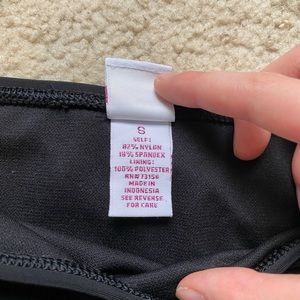 S
SELF:
82% NYLON
18% SPANDEX
LINING:
100% POLYESTER
RN#73156
MADE IN
INDONESIA
SEE REVERSE
FOR CARE